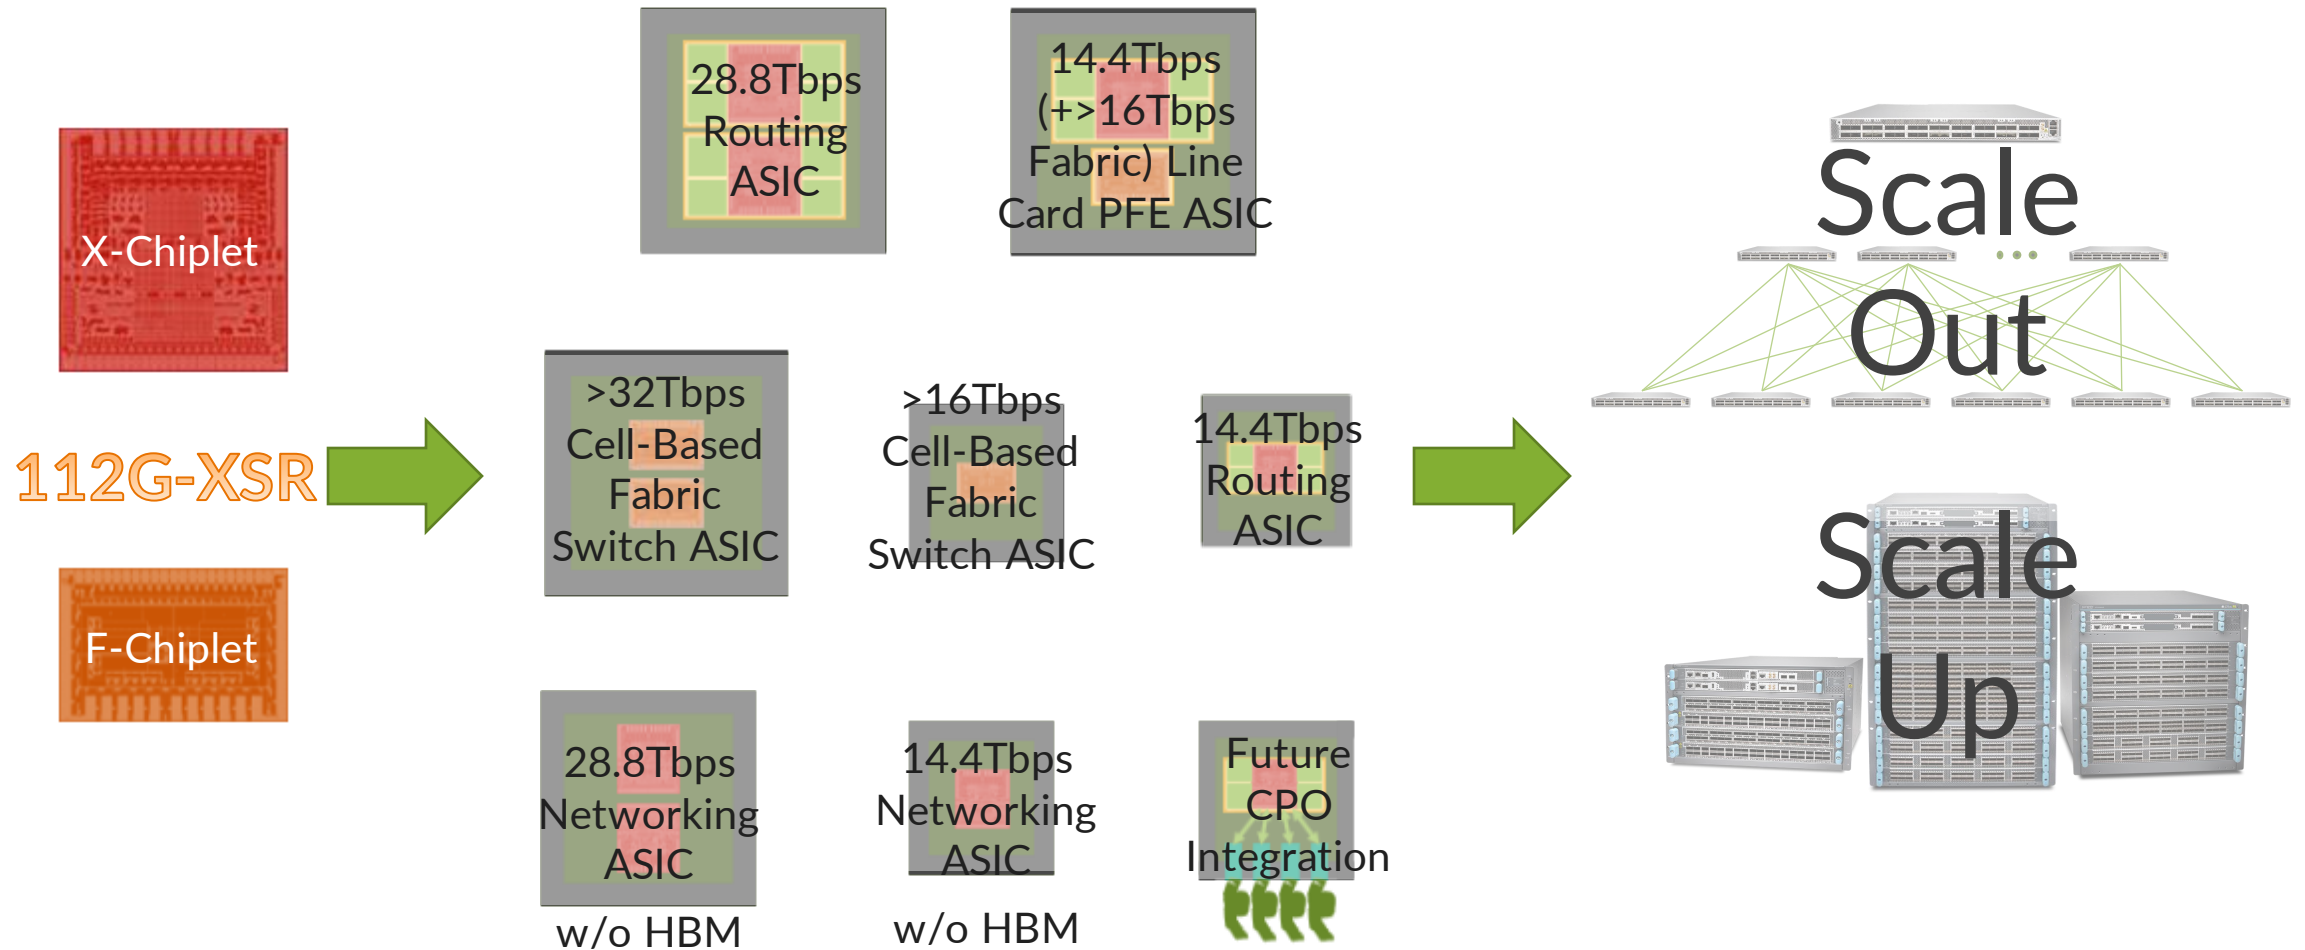 X-Chiplet
112G-XSR
F-Chiplet
28.8Tbps
Routing
ASIC
14.4Tbps
(+>16Tbps
Fabric) Line
Card PFE ASIC
>32Tbps
Cell-Based
Fabric
Switch ASIC
>16Tbps
Cell-Based
Fabric
Switch ASIC
14.4Tbps
Routing
ASIC
28.8Tbps
Networking
ASIC
w/o HBM
14.4Tbps
Networking
ASIC
w/o HBM
Future
CPO
Integration
Scale
Out
Scale
Up